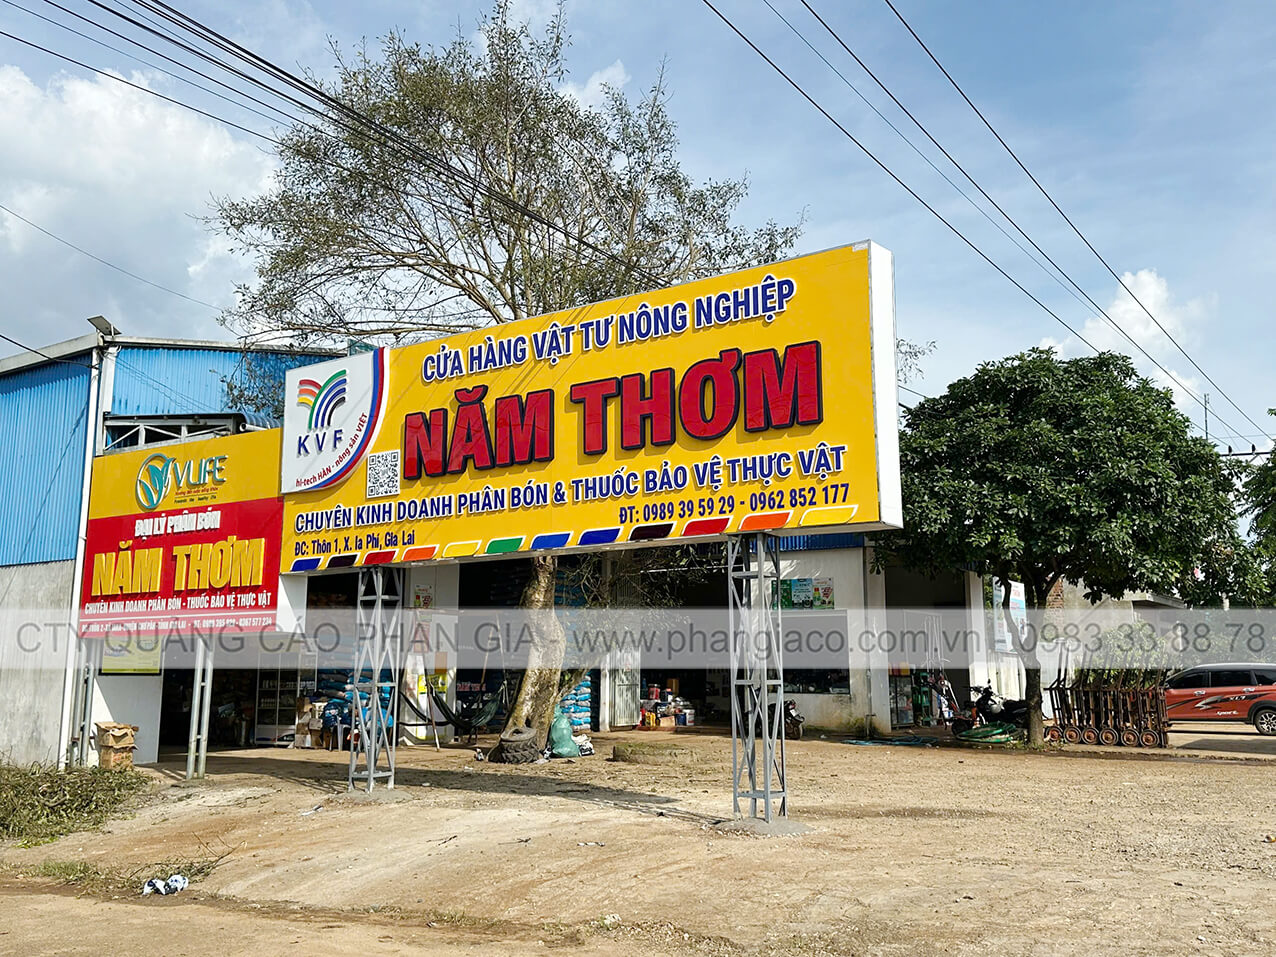 CỬA HÀNG VẬT TƯ NÔNG NGHIỆP
NĂM THƠM
KVF
hi-tech HÀN - nông sản VIỆT
CHUYÊN KINH DOANH PHÂN BÓN & THUỐC BẢO VỆ THỰC VẬT
ĐC: Thôn 1, X. Ia Phí, Gia Lai
ĐT: 0989 39 59 29 - 0962 852 177
VLIFE
ĐẠI LÝ PHÂN BÓN
NĂM THƠM
CHUYÊN KINH DOANH PHÂN BÓN - THUỐC BẢO VỆ THỰC VẬT
CTY QUẢNG CÁO PHAN GIA www.phangiaco.com.vn 0983 33 88 78